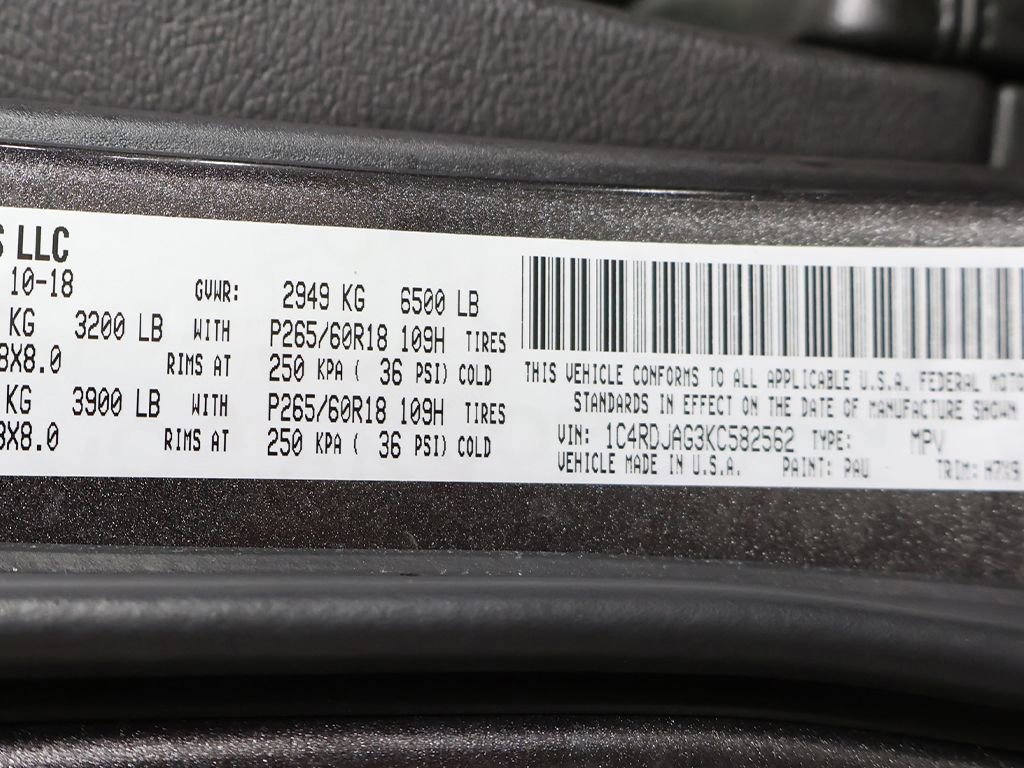 S LLC
10-18 GVWR: 2949 KG 6500 LB
KG 3200 LB WITH P265/60R18 109H TIRES
8X8.0 RIMS AT 250 KPA ( 36 PSI) COLD
KG 3900 LB WITH P265/60R18 109H TIRES
8X8.0 RIMS AT 250 KPA ( 36 PSI) COLD
THIS VEHICLE CONFORMS TO ALL APPLICABLE U.S.A. FEDERAL MOTO
STANDARDS IN EFFECT ON THE DATE OF MANUFACTURE SHOWN
VIN: 1C4RDJAG3KC582562 TYPE: MPV
VEHICLE MADE IN U.S.A. PAINT: PAU TRIM: H7X9